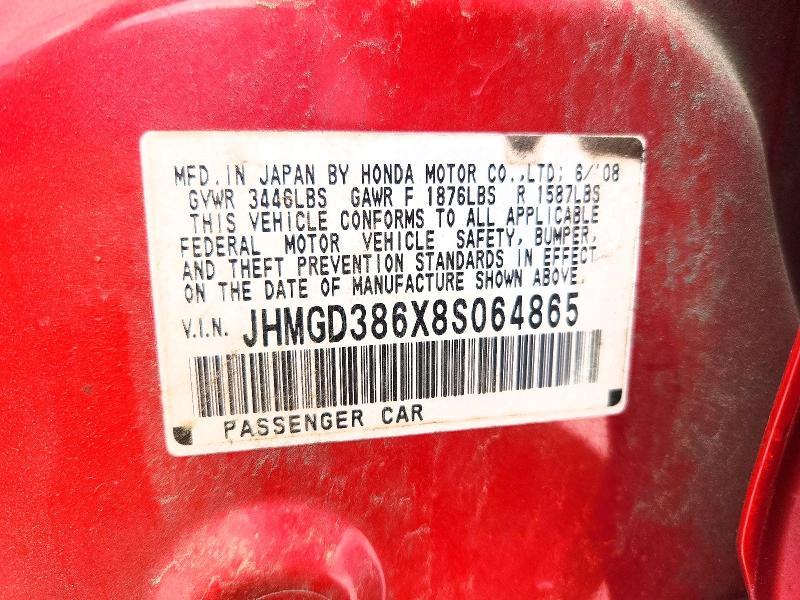 MFD. IN JAPAN BY HONDA MOTOR CO., LTD; 6/'08
GVWR 3446LBS GAWR F 1876LBS R 1587LBS
THIS VEHICLE CONFORMS TO ALL APPLICABLE
FEDERAL MOTOR VEHICLE SAFETY, BUMPER,
AND THEFT PREVENTION STANDARDS IN EFFECT
ON THE DATE OF MANUFACTURE SHOWN ABOVE.
V.I.N. JHMGD386X8S064865
PASSENGER CAR